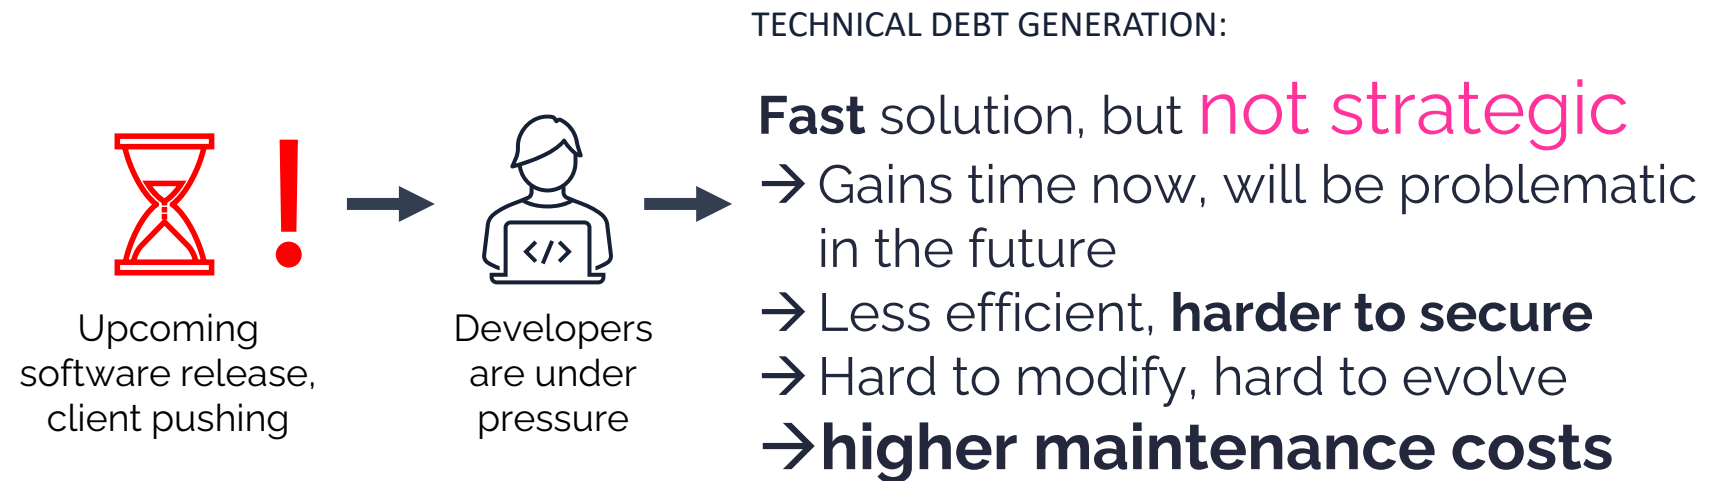 TECHNICAL DEBT GENERATION:
Upcoming
software release,
client pushing
</>
Developers
are under
pressure
Fast solution, but not strategic
→ Gains time now, will be problematic
in the future
→ Less efficient, harder to secure
→ Hard to modify, hard to evolve
→higher maintenance costs